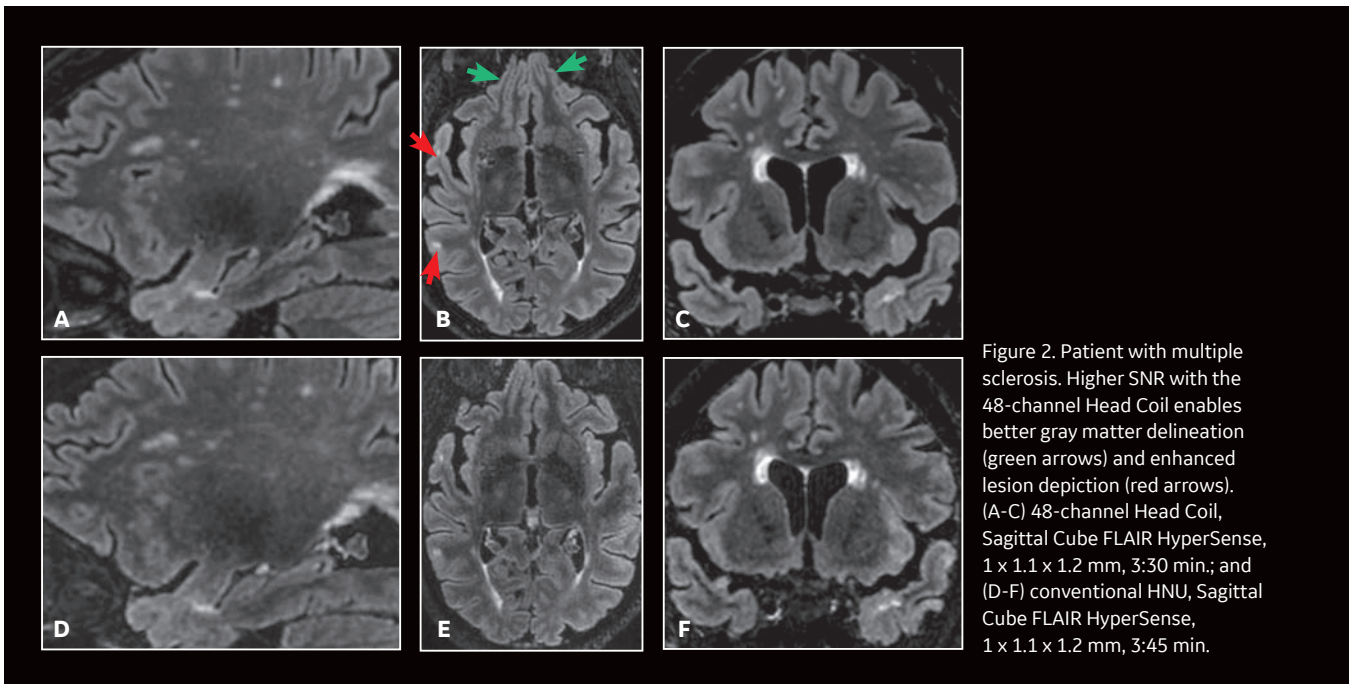 A
B
C
D
E
F
Figure 2. Patient with multiple
sclerosis. Higher SNR with the
48-channel Head Coil enables
better gray matter delineation
(green arrows) and enhanced
lesion depiction (red arrows).
(A-C) 48-channel Head Coil,
Sagittal Cube FLAIR HyperSense,
1 x 1.1 x 1.2 mm, 3:30 min.; and
(D-F) conventional HNU, Sagittal
Cube FLAIR HyperSense,
1 x 1.1 x 1.2 mm, 3:45 min.